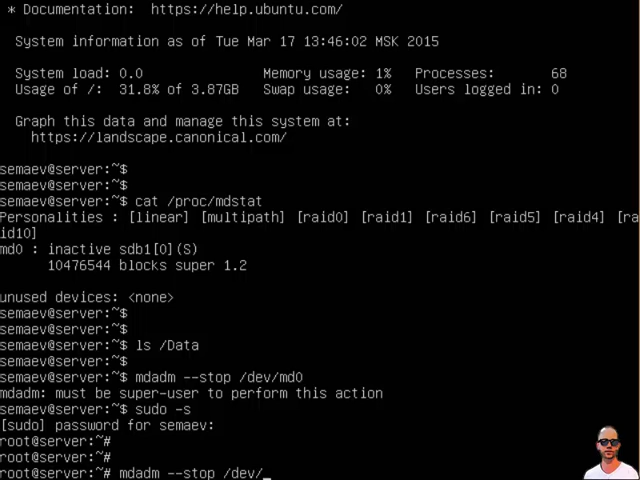 * Documentation:  https://help.ubuntu.com/
System information as of Tue Mar 17 13:46:02 MSK 2015
System load: 0.0 Memory usage: 1% Processes: 68
Usage of /: 31.8% of 3.87GB Swap usage: 0% Users logged in: 0
Graph this data and manage this system at:
https://landscape.canonical.com/
semaev@server:~$
semaev@server:~$
semaev@server:~$ cat /proc/mdstat
Personalities : [linear] [multipath] [raid0] [raid1] [raid6] [raid5] [raid4] [ra
id10]
md0 : inactive sdb1[0](S)
10476544 blocks super 1.2
unused devices: <none>
semaev@server:~$
semaev@server:~$
semaev@server:~$ ls /Data
semaev@server:~$
semaev@server:~$ mdadm --stop /dev/md0
mdadm: must be super-user to perform this action
semaev@server:~$ sudo -s
[sudo] password for semaev:
root@server:~#
root@server:~#
root@server:~# mdadm --stop /dev/_